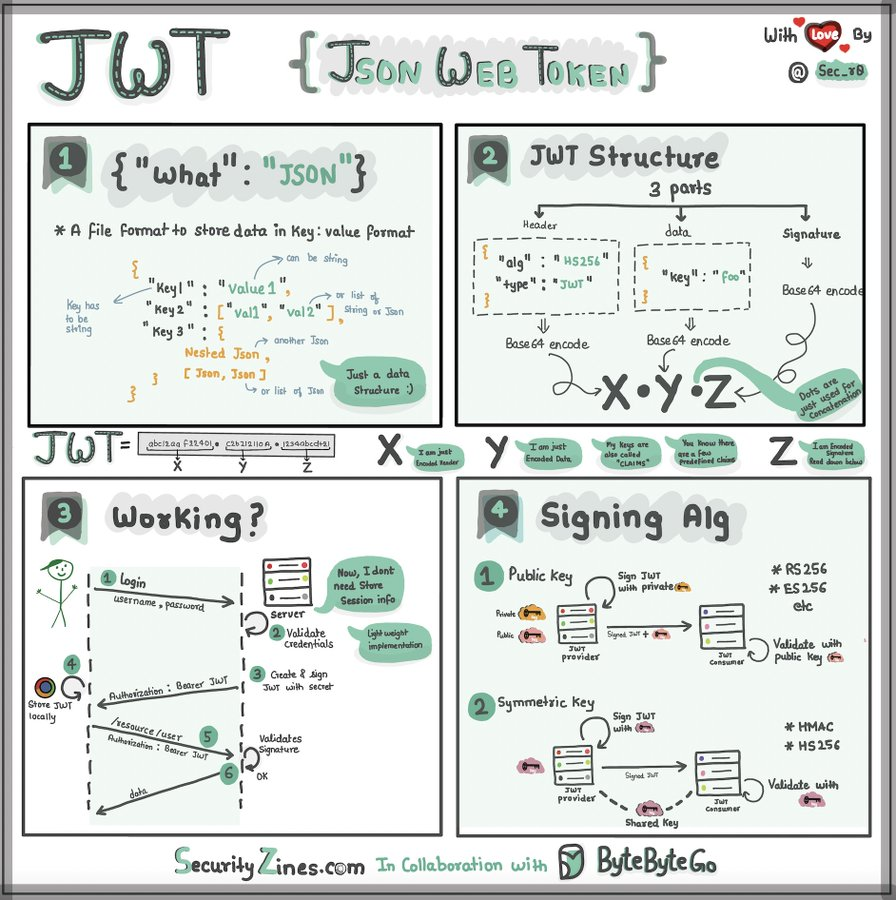 JWT
{ JSON WEB TOKEN }
With Love By
@ Sec_r0
1
{ "What" : "JSON" }
* A file format to store data in Key : value format
{
"Key1" : "value1",
can be string
Key has
to be
string
"Key2" : ["val1", "val2"],
or list of
String or Json
"Key 3" : {
another Json
Nested Json,
[ Json, Json ]
or list of Json
}
}
Just a data
Structure :)
2
JWT Structure
3 parts
Header
data
Signature
{
"alg" : "HS256"
"type" : "JWT"
}
{
"key" : "foo"
}
⇓
⇓
⇓
Base64 encode
Base64 encode
Base64 encode
X • Y • Z
Dots are
just used for
Concatenation
JWT = abc12aq f22401 . C2b21211OA . 12340bcd+21
X Y Z
X
I am just
Encoded Header
Y
I am just
Encoded Data
My Keys are
also called
"CLAIMS"
You Know there
are a few
predefined claims
Z
I am Encoded
Signature
Read down below
3
Working?
1 Login
username, password
SERVER
Now, I dont
need Store
Session info
2 Validate
credentials
Light weight
implementation
3 Create & sign
JWT with secret
4
Authorization : Bearer JWT
Store JWT
locally
/resource/user
5
Authorization : Bearer JWT
Validates
Signature
6
OK
data
4
Signing Alg
1 Public Key
Sign JWT
with private
* RS256
* ES256
etc
Private
Public
Signed JWT +
JWT
provider
JWT
Consumer
Validate with
public Key
2 Symmetric Key
Sign JWT
with
* HMAC
* HS256
Signed JWT
JWT
provider
JWT
Consumer
Validate with
Shared Key
SecurityZines.com In Collaboration with ByteByteGo